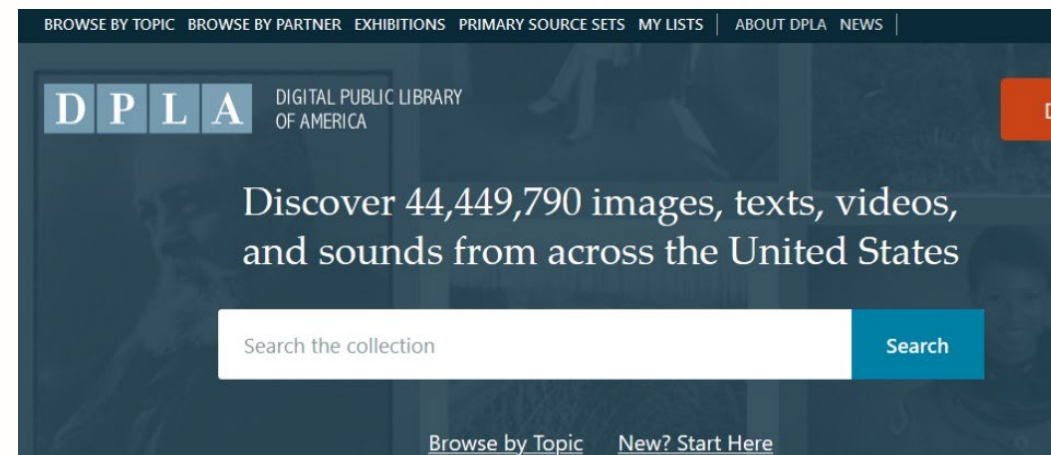 BROWSE BY TOPIC BROWSE BY PARTNER EXHIBITIONS PRIMARY SOURCE SETS MY LISTS | ABOUT DPLA NEWS |
DPLA DIGITAL PUBLIC LIBRARY
OF AMERICA
D
Discover 44,449,790 images, texts, videos,
and sounds from across the United States
Search the collection Search
Browse by Topic New? Start Here